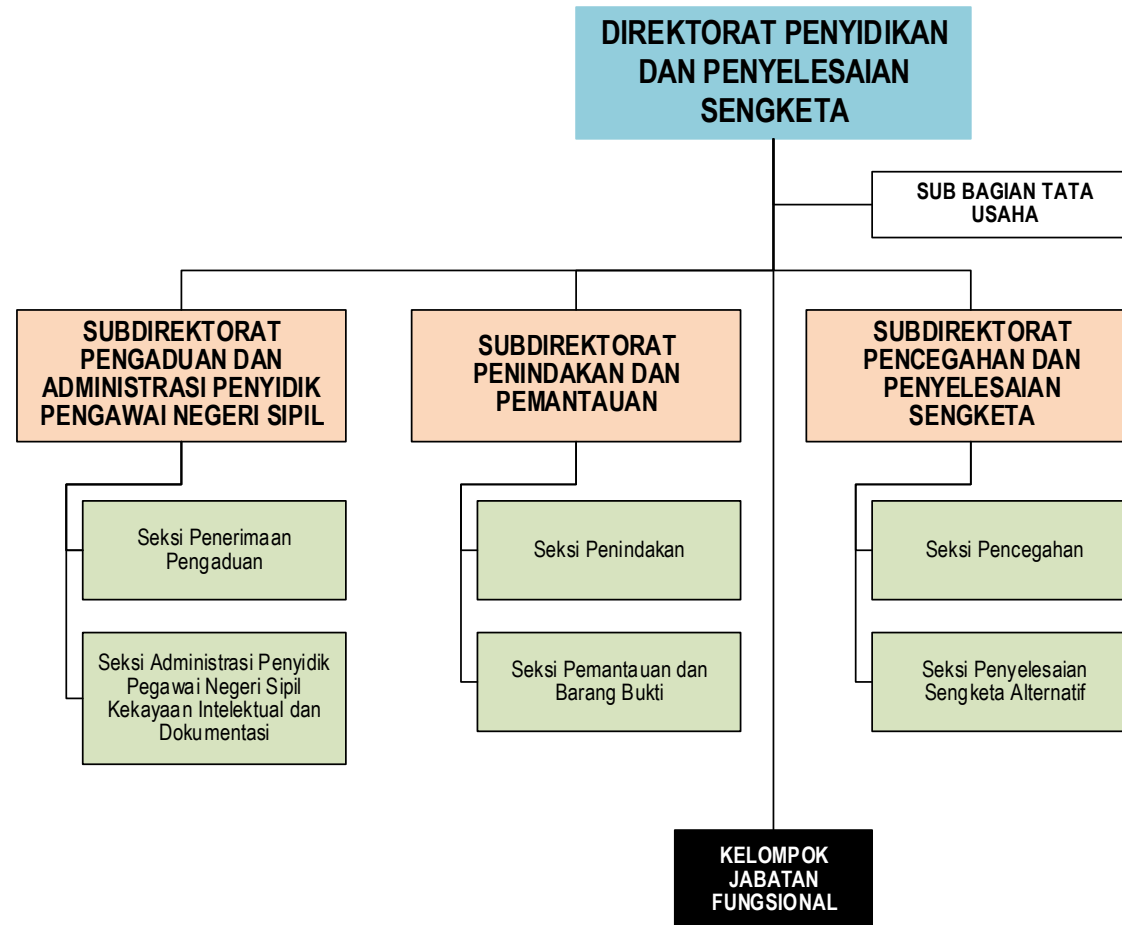 DIREKTORAT PENYIDIKAN
DAN PENYELESAIAN
SENGKETA
SUB BAGIAN TATA
USAHA
SUBDIREKTORAT
PENGADUAN DAN
ADMINISTRASI PENYIDIK
PENGAWAI NEGERI SIPIL
SUBDIREKTORAT
PENINDAKAN DAN
PEMANTAUAN
SUBDIREKTORAT
PENCEGAHAN DAN
PENYELESAIAN
SENGKETA
Seksi Penerimaan
Pengaduan
Seksi Penindakan
Seksi Pencegahan
Seksi Administrasi Penyidik
Pegawai Negeri Sipil
Kekayaan Intelektual dan
Dokumentasi
Seksi Pemantauan dan
Barang Bukti
Seksi Penyelesaian
Sengketa Alternatif
KELOMPOK
JABATAN
FUNGSIONAL